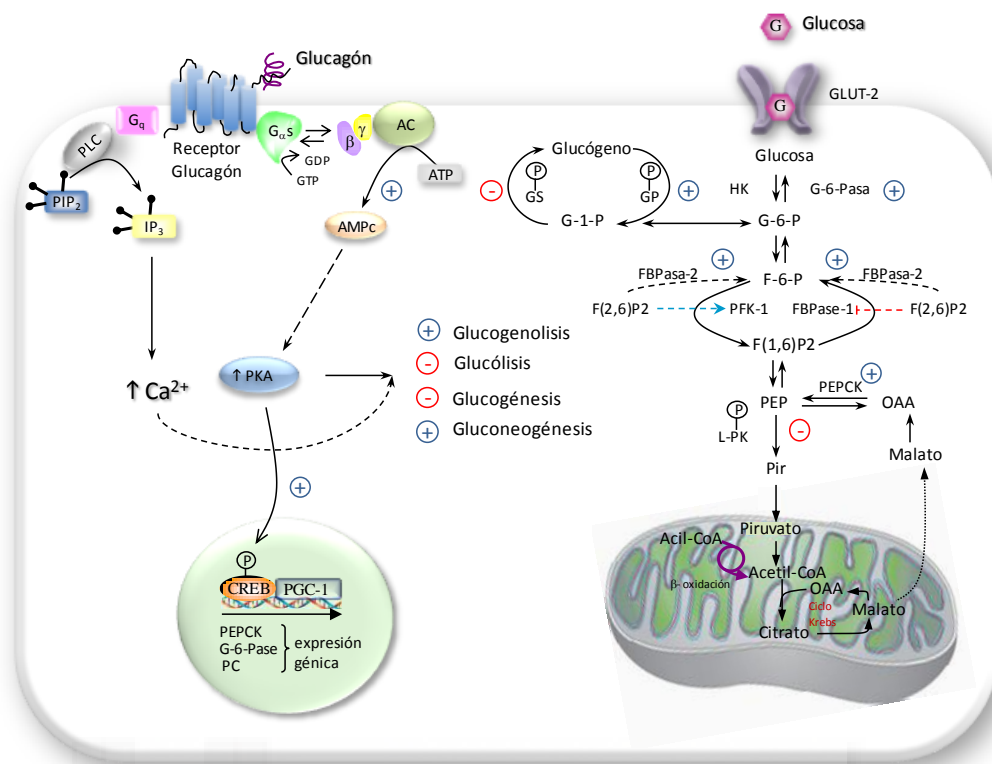 G Glucosa
Glucagón
GLUT-2
G
Gq
PLC
PIP2
IP3
Receptor
Glucagón
Gαs
GDP
GTP
β
γ
AC
ATP
+
AMPc
Glucosa
HK
G-6-Pasa
+
G-6-P
Glucógeno
P
GS
-
P
GP
+
G-1-P
+
+
FBPasa-2
F-6-P
FBPasa-2
F(2,6)P2
PFK-1
FBPase-1
F(2,6)P2
F(1,6)P2
↑ Ca2+
↑ PKA
+ Glucogenolisis
- Glucólisis
- Glucogénesis
+ Gluconeogénesis
PEPCK
+
P
L-PK
PEP
OAA
-
Malato
Pir
+
P
CREB
PGC-1
PEPCK
G-6-Pase
PC
expresión
génica
Piruvato
Acil-CoA
β- oxidación
Acetil-CoA
OAA
Ciclo
Krebs
Malato
Citrato